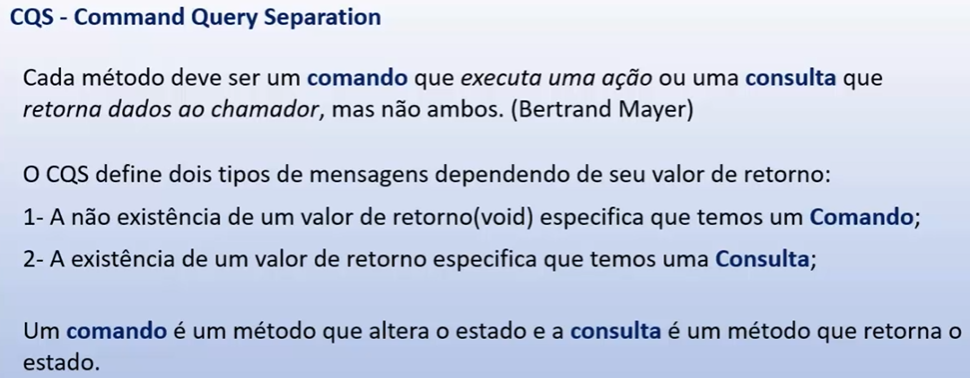 CQS - Command Query Separation
Cada método deve ser um comando que executa uma ação ou uma consulta que
retorna dados ao chamador, mas não ambos. (Bertrand Mayer)
O CQS define dois tipos de mensagens dependendo de seu valor de retorno:
1- A não existência de um valor de retorno(void) especifica que temos um Comando;
2- A existência de um valor de retorno especifica que temos uma Consulta;
Um comando é um método que altera o estado e a consulta é um método que retorna o
estado.